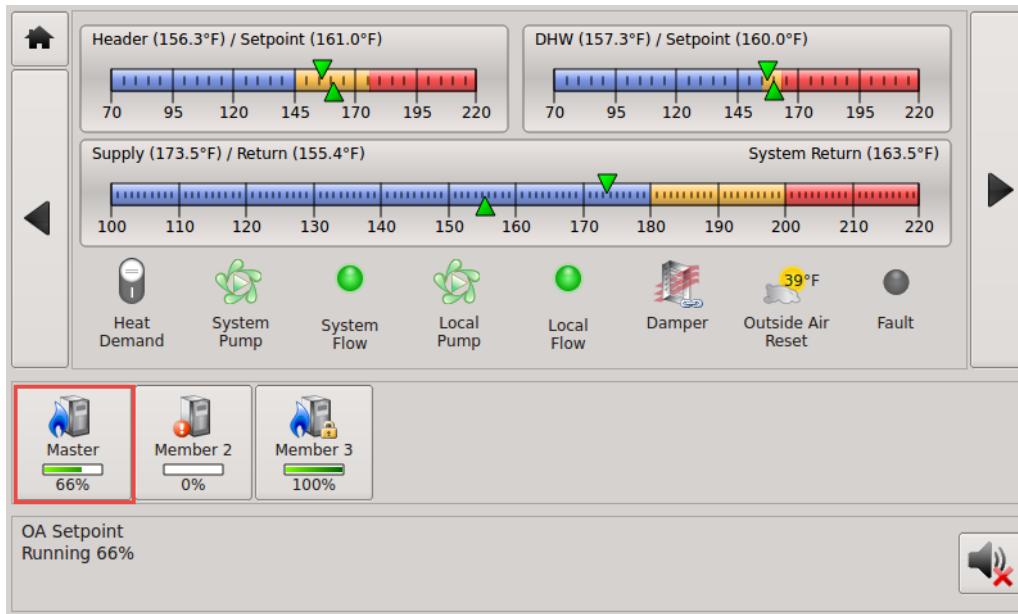 Header (156.3°F) / Setpoint (161.0°F)
70 95 120 145 170 195 220
DHW (157.3°F) / Setpoint (160.0°F)
70 95 120 145 170 195 220
Supply (173.5°F) / Return (155.4°F) System Return (163.5°F)
100 110 120 130 140 150 160 170 180 190 200 210 220
39°F
Heat Demand
System Pump
System Flow
Local Pump
Local Flow
Damper
Outside Air Reset
Fault
Master
66%
Member 2
0%
Member 3
100%
OA Setpoint
Running 66%